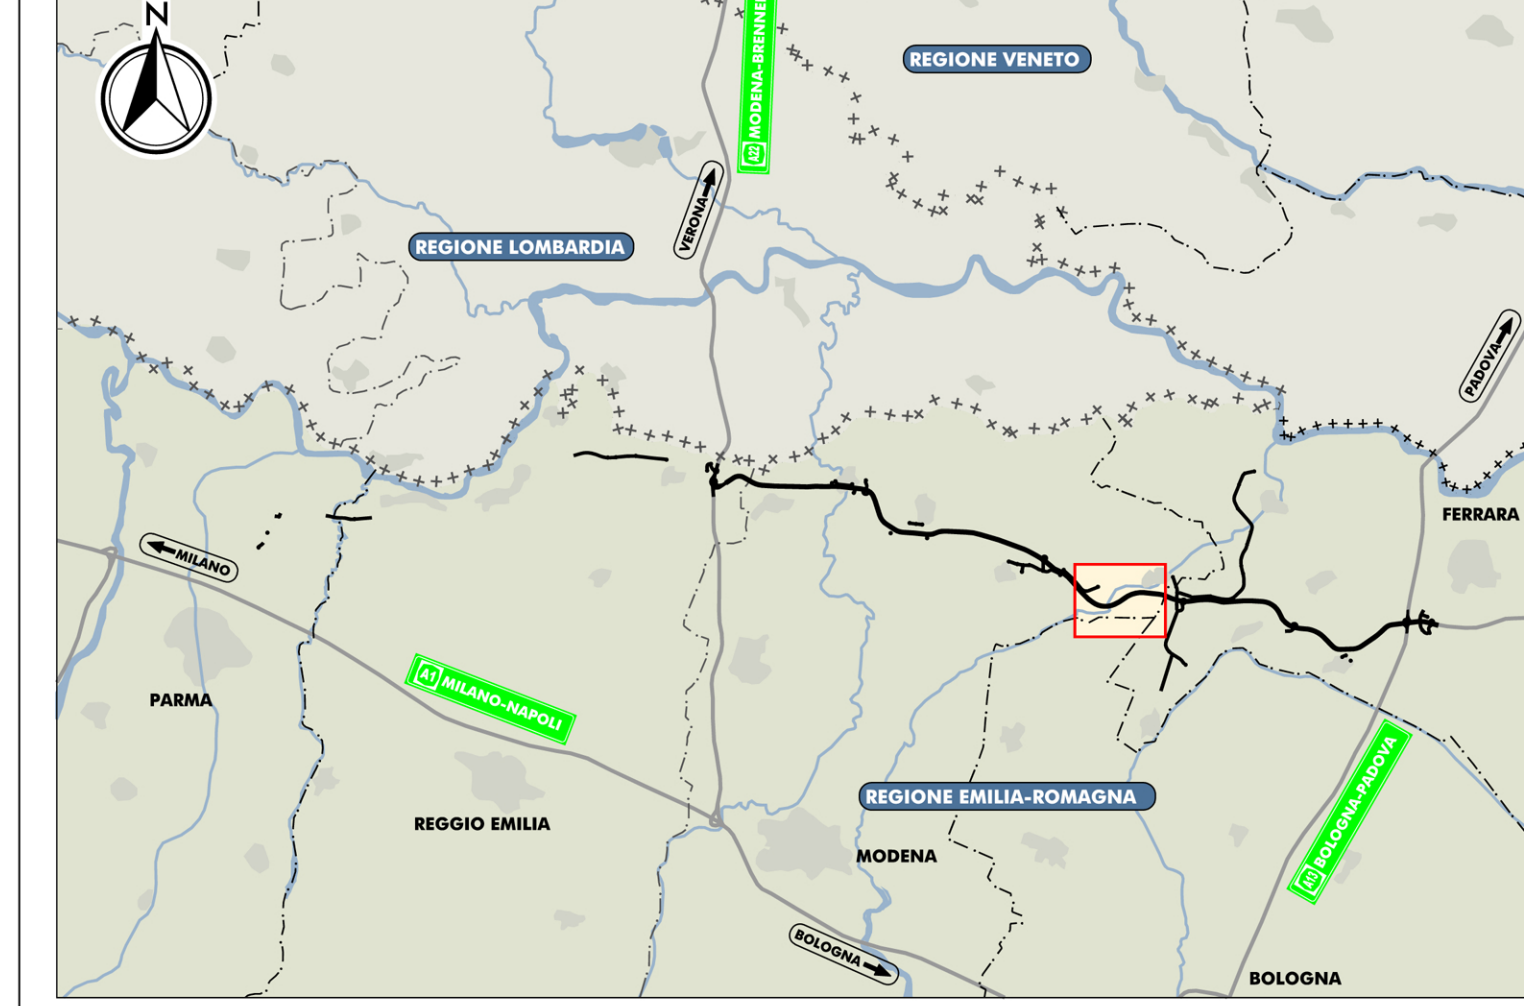 N
A22 MODENA-BRENNE
REGIONE VENETO
VERONA
REGIONE LOMBARDIA
PADOVA
FERRARA
MILANO
PARMA
A1 MILANO-NAPOLI
REGIONE EMILIA-ROMAGNA
A13 BOLOGNA-PADOVA
REGGIO EMILIA
MODENA
BOLOGNA
BOLOGNA